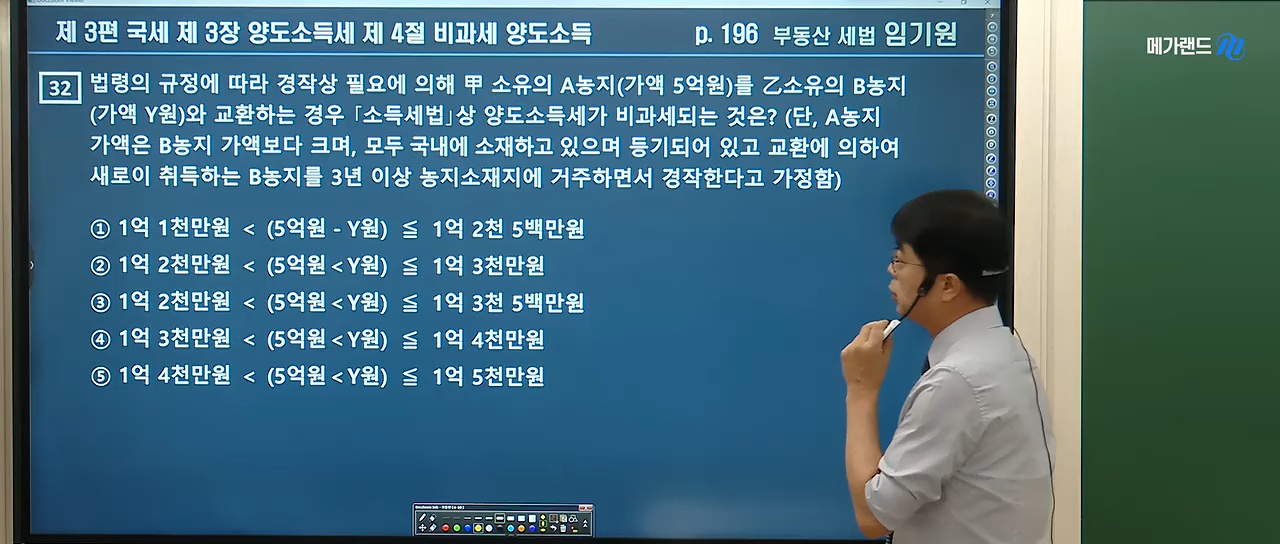 제 3편 국세 제 3장 양도소득세 제 4절 비과세 양도소득 p. 196 부동산 세법 임기원
메가랜드
32 법령의 규정에 따라 경작상 필요에 의해 甲 소유의 A농지(가액 5억원)를 乙소유의 B농지
(가액 Y원)와 교환하는 경우 「소득세법」상 양도소득세가 비과세되는 것은? (단, A농지
가액은 B농지 가액보다 크며, 모두 국내에 소재하고 있으며 등기되어 있고 교환에 의하여
새로이 취득하는 B농지를 3년 이상 농지소재지에 거주하면서 경작한다고 가정함)
① 1억 1천만원 < (5억원 - Y원) ≦ 1억 2천 5백만원
② 1억 2천만원 < (5억원 < Y원) ≦ 1억 3천만원
③ 1억 2천만원 < (5억원 < Y원) ≦ 1억 3천 5백만원
④ 1억 3천만원 < (5억원 < Y원) ≦ 1억 4천만원
⑤ 1억 4천만원 < (5억원 < Y원) ≦ 1억 5천만원